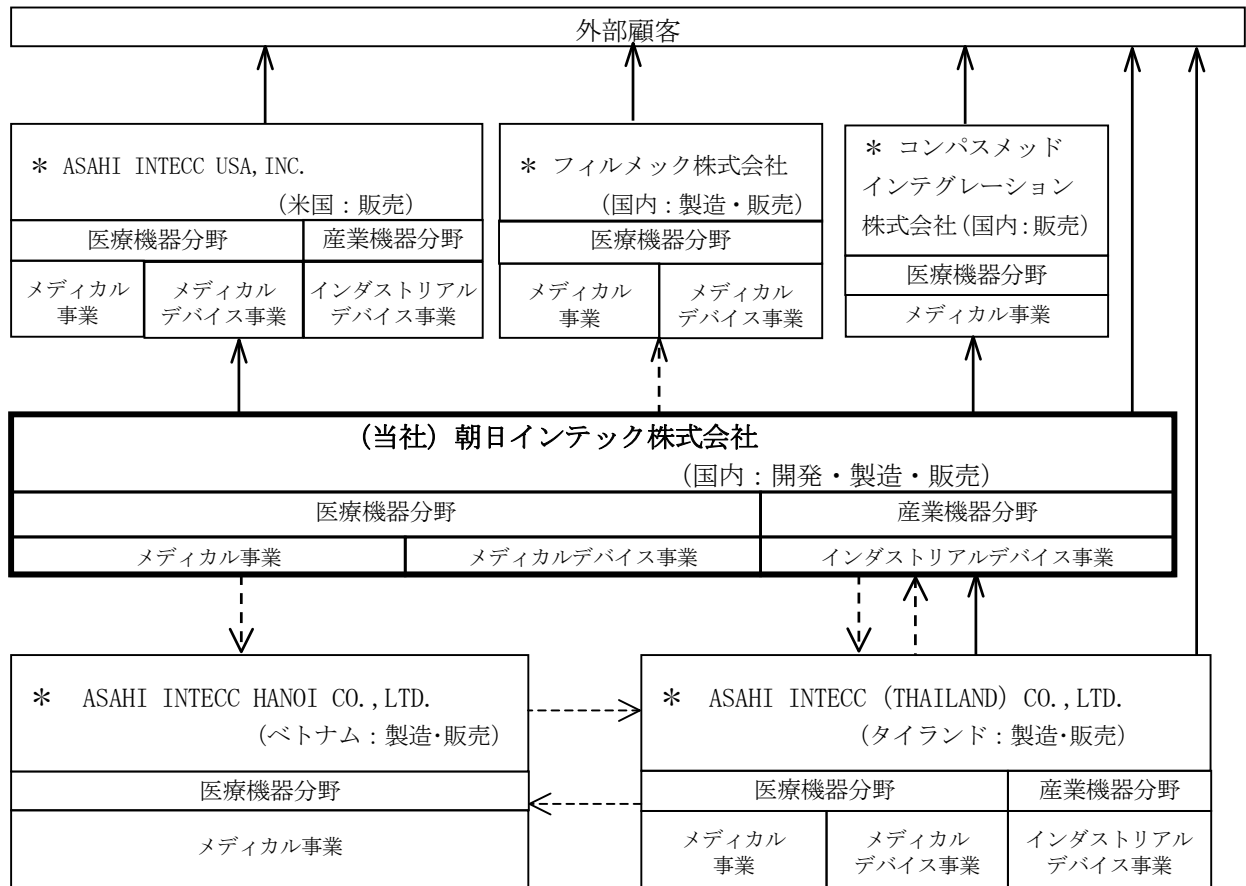 外部顧客
＊ ASAHI INTECC USA,INC.
(米国：販売)
医療機器分野
産業機器分野
メディカル
事業
メディカル
デバイス事業
インダストリアル
デバイス事業
＊ フィルメック株式会社
(国内：製造・販売)
医療機器分野
メディカル
事業
メディカル
デバイス事業
＊ コンパスメッド
インテグレーション
株式会社(国内：販売)
医療機器分野
メディカル事業
(当社) 朝日インテック株式会社
(国内：開発・製造・販売)
医療機器分野
産業機器分野
メディカル事業
メディカルデバイス事業
インダストリアルデバイス事業
＊ ASAHI INTECC HANOI CO.,LTD.
(ベトナム：製造・販売)
医療機器分野
メディカル事業
＊ ASAHI INTECC (THAILAND) CO.,LTD.
(タイランド：製造・販売)
医療機器分野
産業機器分野
メディカル
事業
メディカル
デバイス事業
インダストリアル
デバイス事業